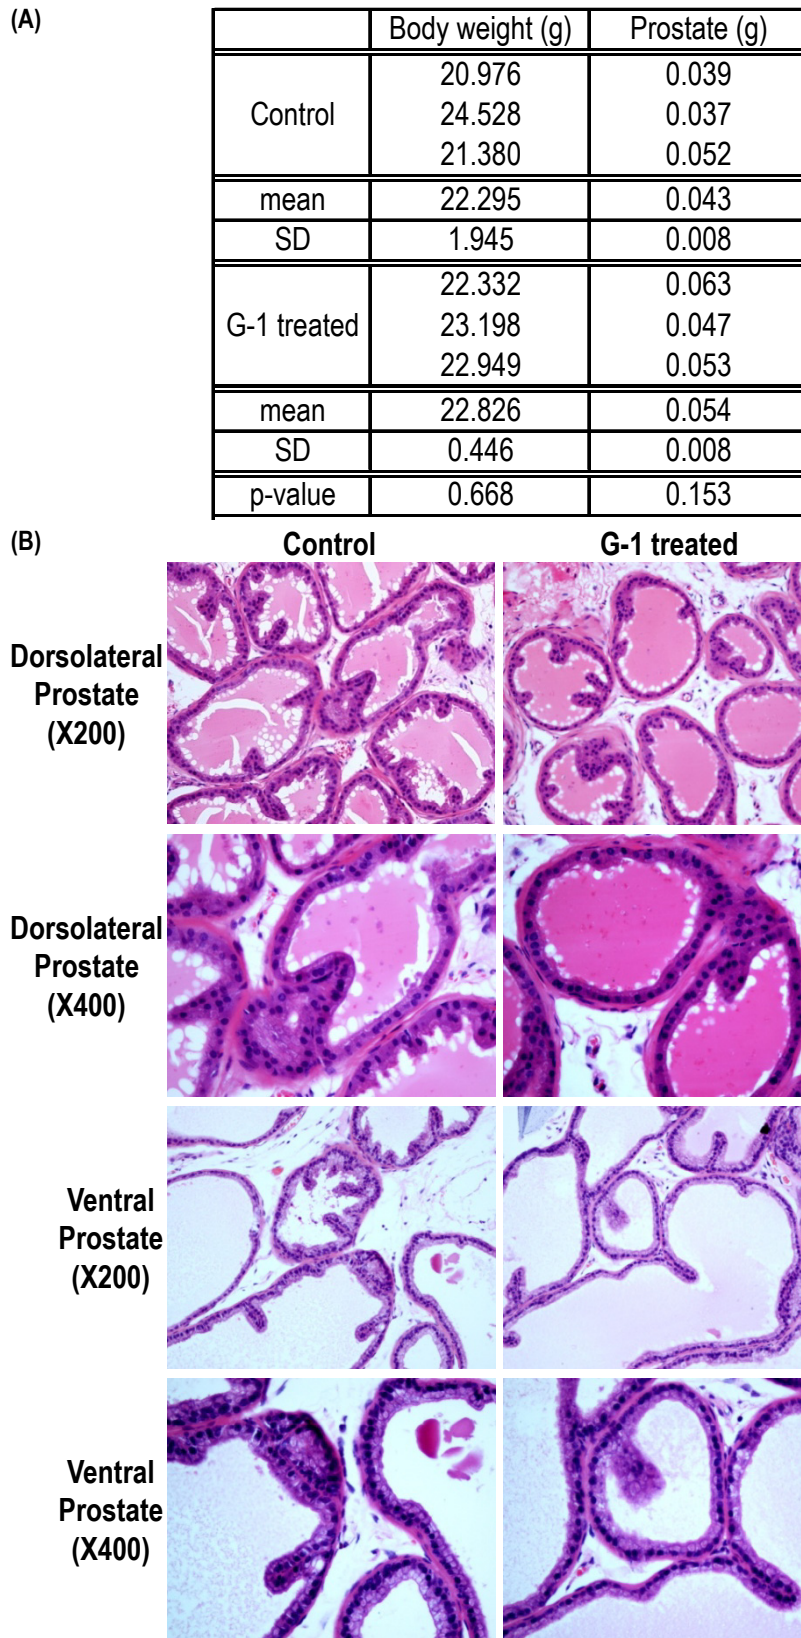 (A)
Body weight (g) Prostate (g)
Control
20.976 0.039
24.528 0.037
21.380 0.052
mean 22.295 0.043
SD 1.945 0.008
G-1 treated
22.332 0.063
23.198 0.047
22.949 0.053
mean 22.826 0.054
SD 0.446 0.008
p-value 0.668 0.153
(B)
Control G-1 treated
Dorsolateral
Prostate
(X200)
Dorsolateral
Prostate
(X400)
Ventral
Prostate
(X200)
Ventral
Prostate
(X400)